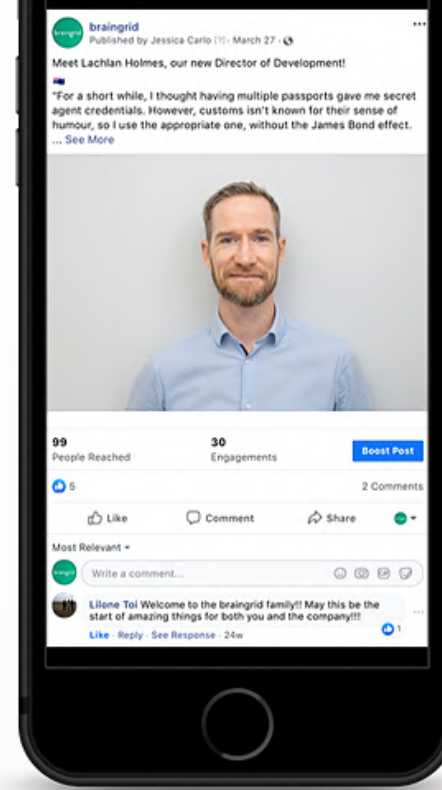 braingrid
braingrid
Published by Jessica Carlo [?] · March 27 ·
Meet Lachlan Holmes, our new Director of Development!
"For a short while, I thought having multiple passports gave me secret
agent credentials. However, customs isn't known for their sense of
humour, so I use the appropriate one, without the James Bond effect.
... See More
99
People Reached
30
Engagements
Boost Post
5
2 Comments
Like
Comment
Share
Most Relevant
braingrid
Write a comment...
GIF
Lilone Toi Welcome to the braingrid family!! May this be the
start of amazing things for both you and the company!!!
1
Like · Reply · See Response · 24w